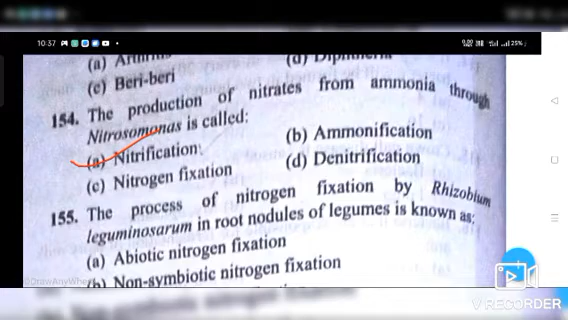 10:37
25%
(a) Arthritis (d) Diphtheria
(c) Beri-beri
154. The production of nitrates from ammonia through
Nitrosomonas is called:
(a) Nitrification (b) Ammonification
(c) Nitrogen fixation (d) Denitrification
155. The process of nitrogen fixation by Rhizobium
leguminosarum in root nodules of legumes is known as:
(a) Abiotic nitrogen fixation
(b) Non-symbiotic nitrogen fixation
DrawAnyWhere
V RECORDER